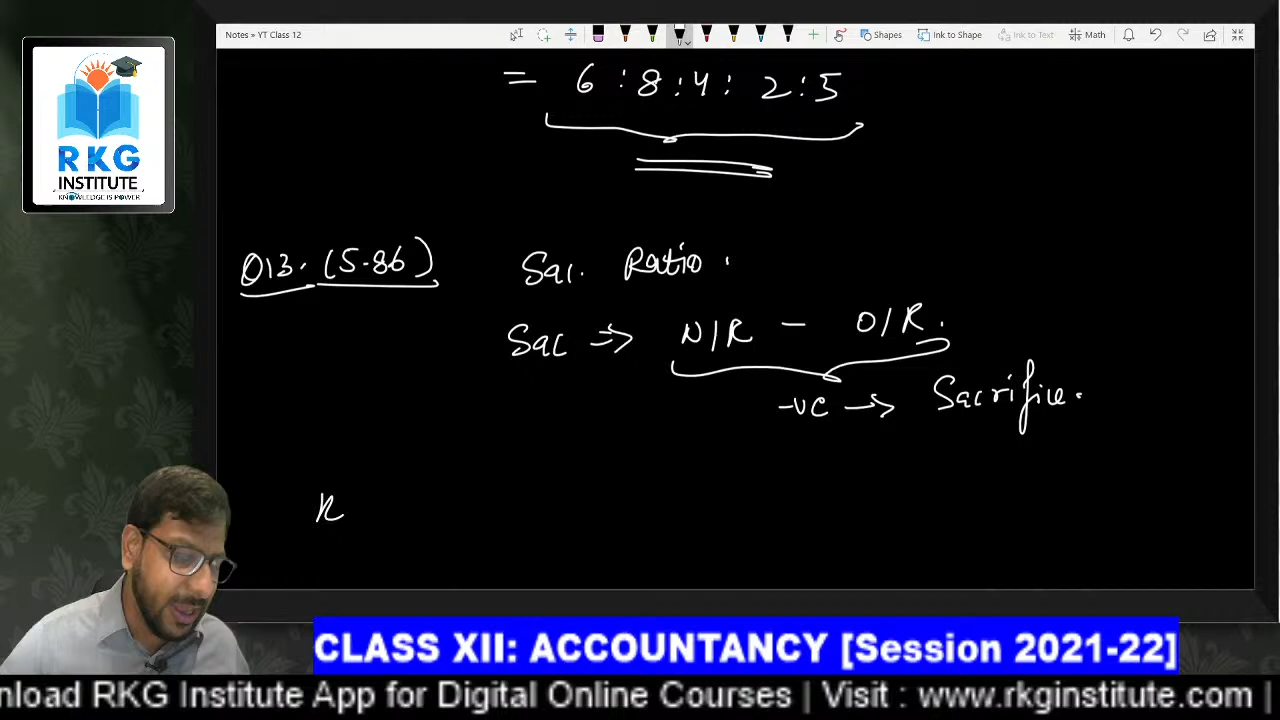 Notes » YT Class 12
Shapes
Ink to Shape
Ink to Text
Math
= 6 : 8 : 4 : 2 : 5
RKG
INSTITUTE
KNOWLEDGE IS POWER
Q13. (5.86) Sac. Ratio.
Sac ⇒ N/R - O/R.
-ve → Sacrifice.
R
CLASS XII: ACCOUNTANCY [Session 2021-22]
nload RKG Institute App for Digital Online Courses | Visit : www.rkginstitute.com |